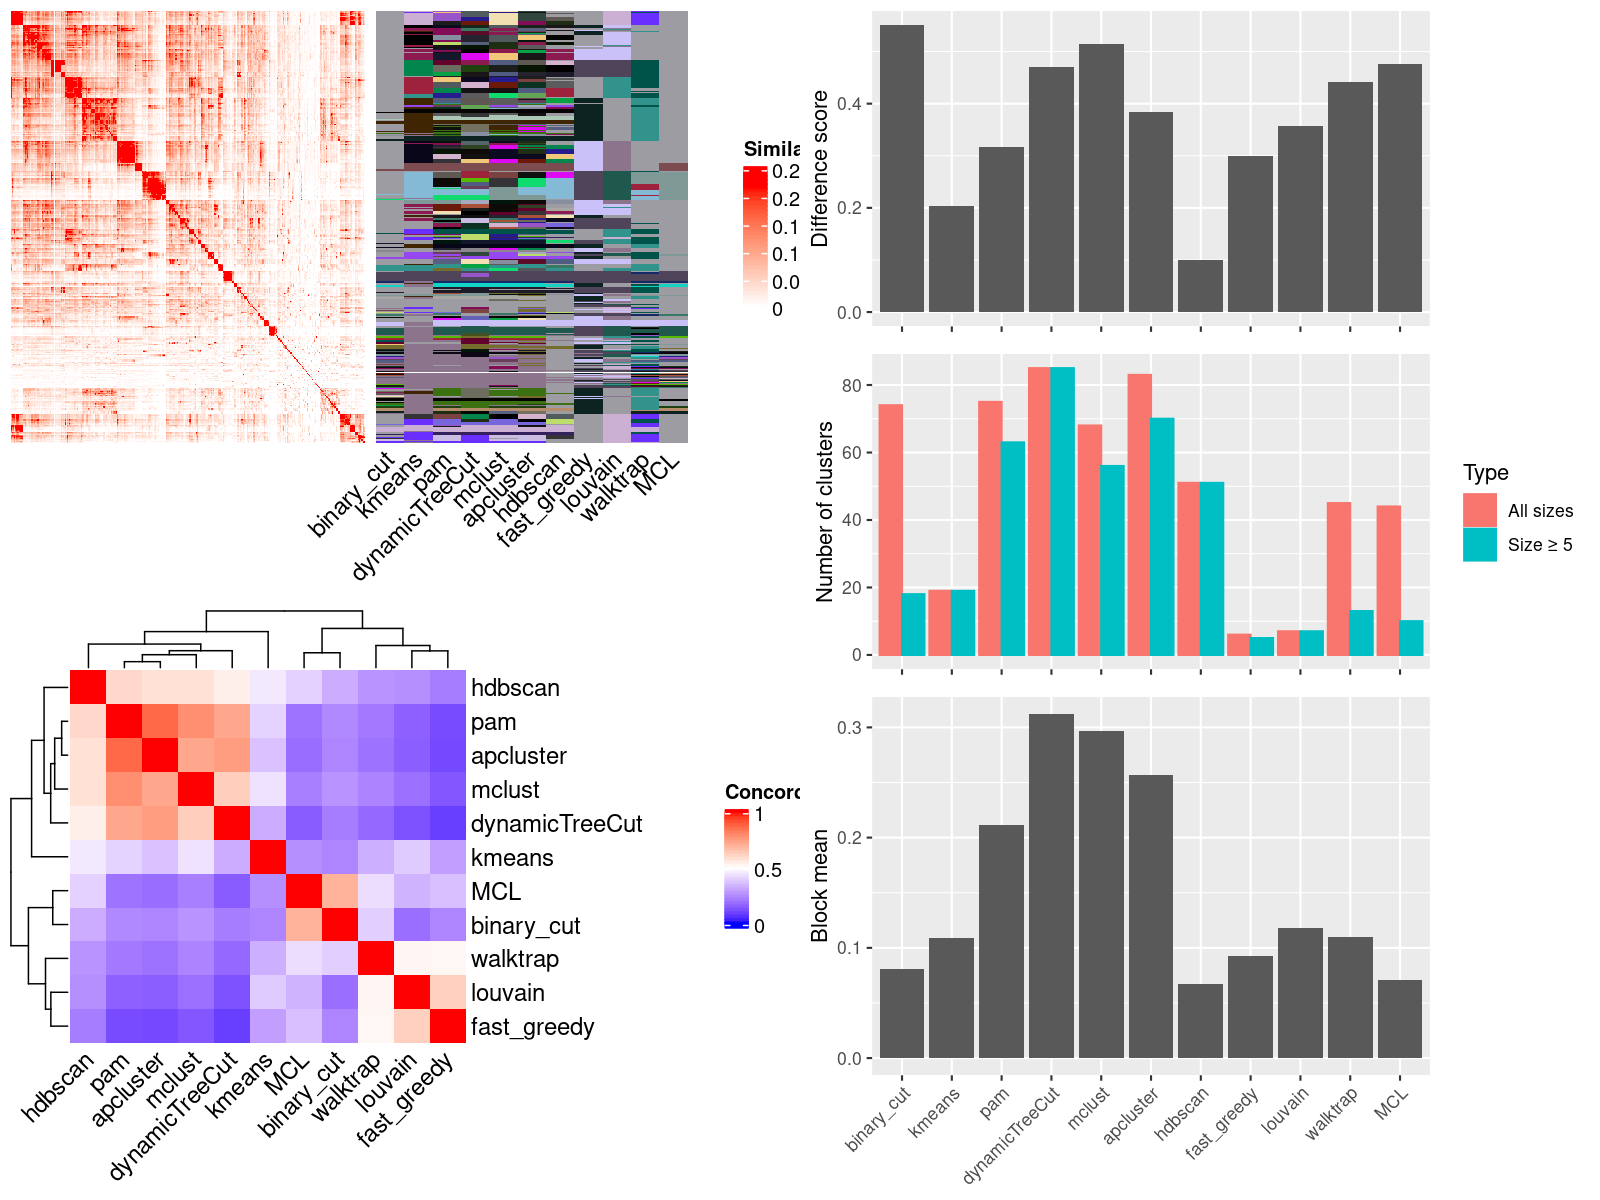 Simila
0.2
0.2
0.1
0.1
0.0
0
binary_cut
kmeans
pam
dynamicTreeCut
mclust
apcluster
hdbscan
fast_greedy
louvain
walktrap
MCL
Difference score
0.4
0.2
0.0
Number of clusters
80
60
40
20
0
Type
All sizes
Size ≥ 5
Block mean
0.3
0.2
0.1
0.0
binary_cut
kmeans
pam
dynamicTreeCut
mclust
apcluster
hdbscan
fast_greedy
louvain
walktrap
MCL
hdbscan
pam
apcluster
mclust
dynamicTreeCut
kmeans
MCL
binary_cut
walktrap
louvain
fast_greedy
Concord
1
0.5
0
hdbscan
pam
apcluster
mclust
dynamicTreeCut
kmeans
MCL
binary_cut
walktrap
louvain
fast_greedy